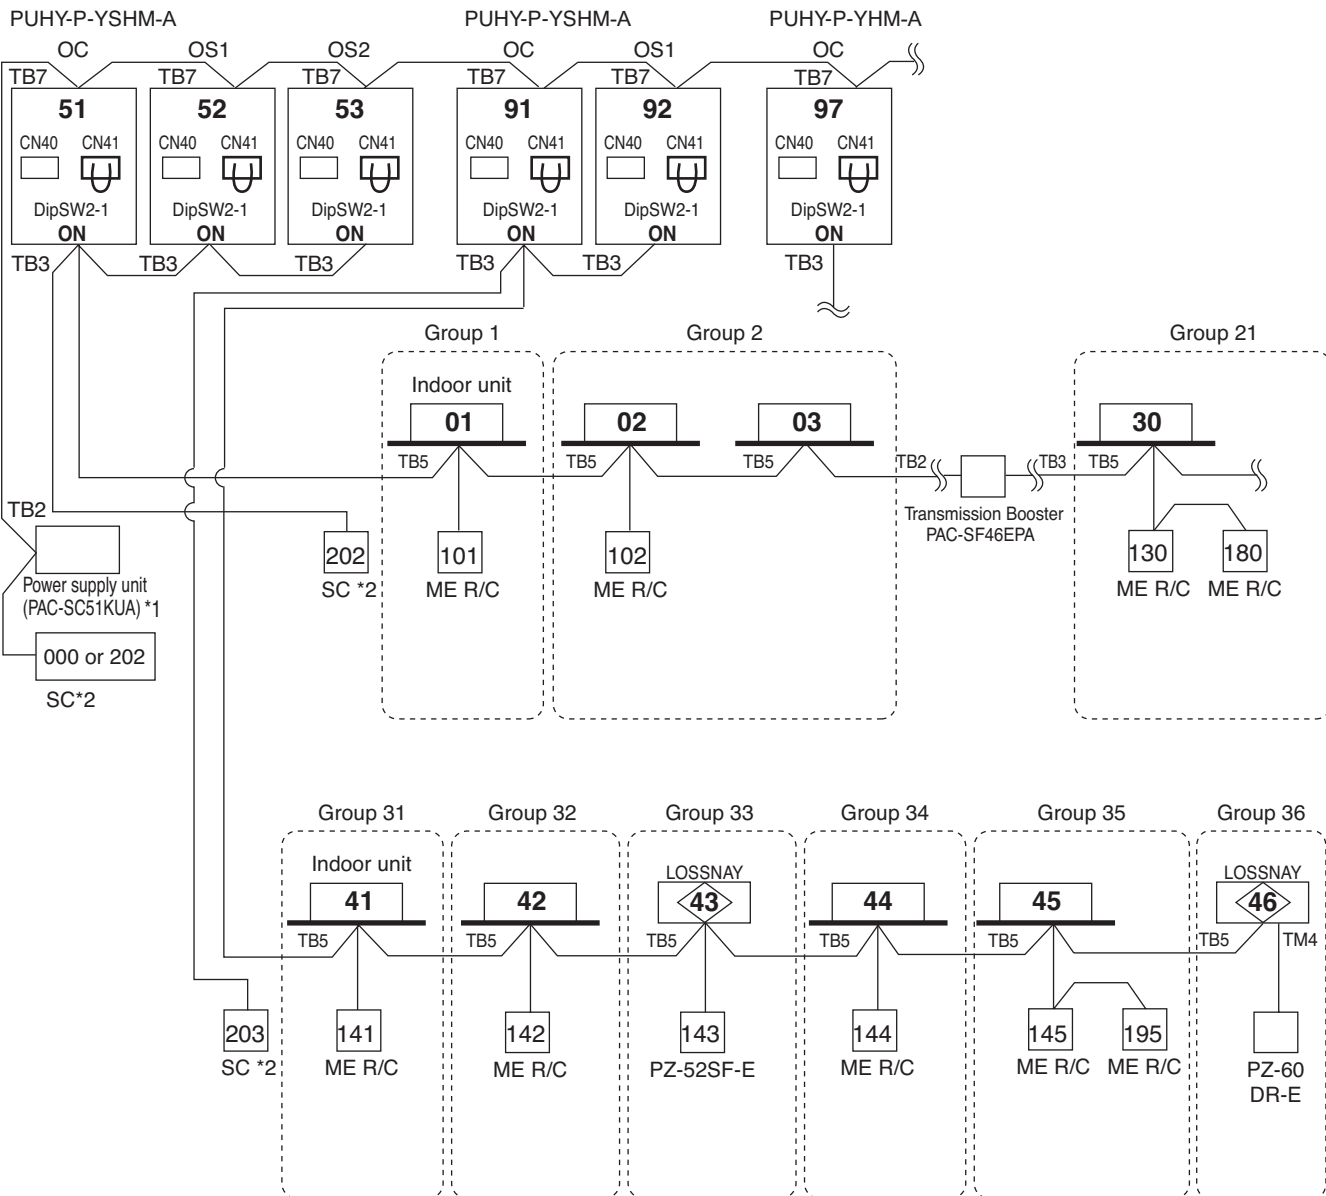 PUHY-P-YSHM-A PUHY-P-YSHM-A PUHY-P-YHM-A
OC OS1 OS2 OC OS1 OC
TB7 TB7 TB7 TB7 TB7 TB7
51 52 53 91 92 97
CN40 CN41 CN40 CN41 CN40 CN41 CN40 CN41 CN40 CN41 CN40 CN41
DipSW2-1 DipSW2-1 DipSW2-1 DipSW2-1 DipSW2-1 DipSW2-1
ON ON ON ON ON ON
TB3 TB3 TB3 TB3 TB3 TB3
Group 1 Group 2 Group 21
Indoor unit
01 02 03 30
TB5 TB5 TB5 TB2 TB3 TB5
TB2
Transmission Booster
PAC-SF46EPA
202 101 102 130 180
SC *2 ME R/C ME R/C ME R/C ME R/C
Power supply unit
(PAC-SC51KUA) *1
000 or 202
SC*2
Group 31 Group 32 Group 33 Group 34 Group 35 Group 36
Indoor unit LOSSNAY LOSSNAY
41 42 43 44 45 46
TB5 TB5 TB5 TB5 TB5 TB5 TM4
203 141 142 143 144 145 195
SC *2 ME R/C ME R/C PZ-52SF-E ME R/C ME R/C ME R/C PZ-60
DR-E